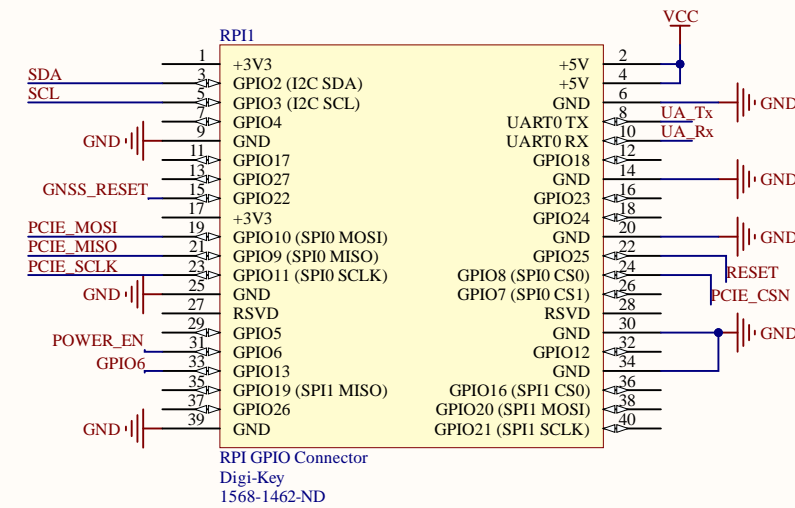 VCC
RPI1
1 +3V3 +5V 2
SDA 3 GPIO2 (I2C SDA) +5V 4
SCL 5 GPIO3 (I2C SCL) GND 6 GND
7 GPIO4 UART0 TX 8 UA_Tx
GND 9 GND UART0 RX 10 UA_Rx
11 GPIO17 GPIO18 12
13 GPIO27 GND 14 GND
GNSS_RESET 15 GPIO22 GPIO23 16
17 +3V3 GPIO24 18
PCIE_MOSI 19 GPIO10 (SPI0 MOSI) GND 20 GND
PCIE_MISO 21 GPIO9 (SPI0 MISO) GPIO25 22
PCIE_SCLK 23 GPIO11 (SPI0 SCLK) GPIO8 (SPI0 CS0) 24 RESET
GND 25 GND GPIO7 (SPI0 CS1) 26 PCIE_CSN
27 RSVD RSVD 28
29 GPIO5 GND 30 GND
POWER_EN 31 GPIO6 GPIO12 32
GPIO6 33 GPIO13 GND 34
35 GPIO19 (SPI1 MISO) GPIO16 (SPI1 CS0) 36
37 GPIO26 GPIO20 (SPI1 MOSI) 38
GND 39 GND GPIO21 (SPI1 SCLK) 40
RPI GPIO Connector
Digi-Key
1568-1462-ND